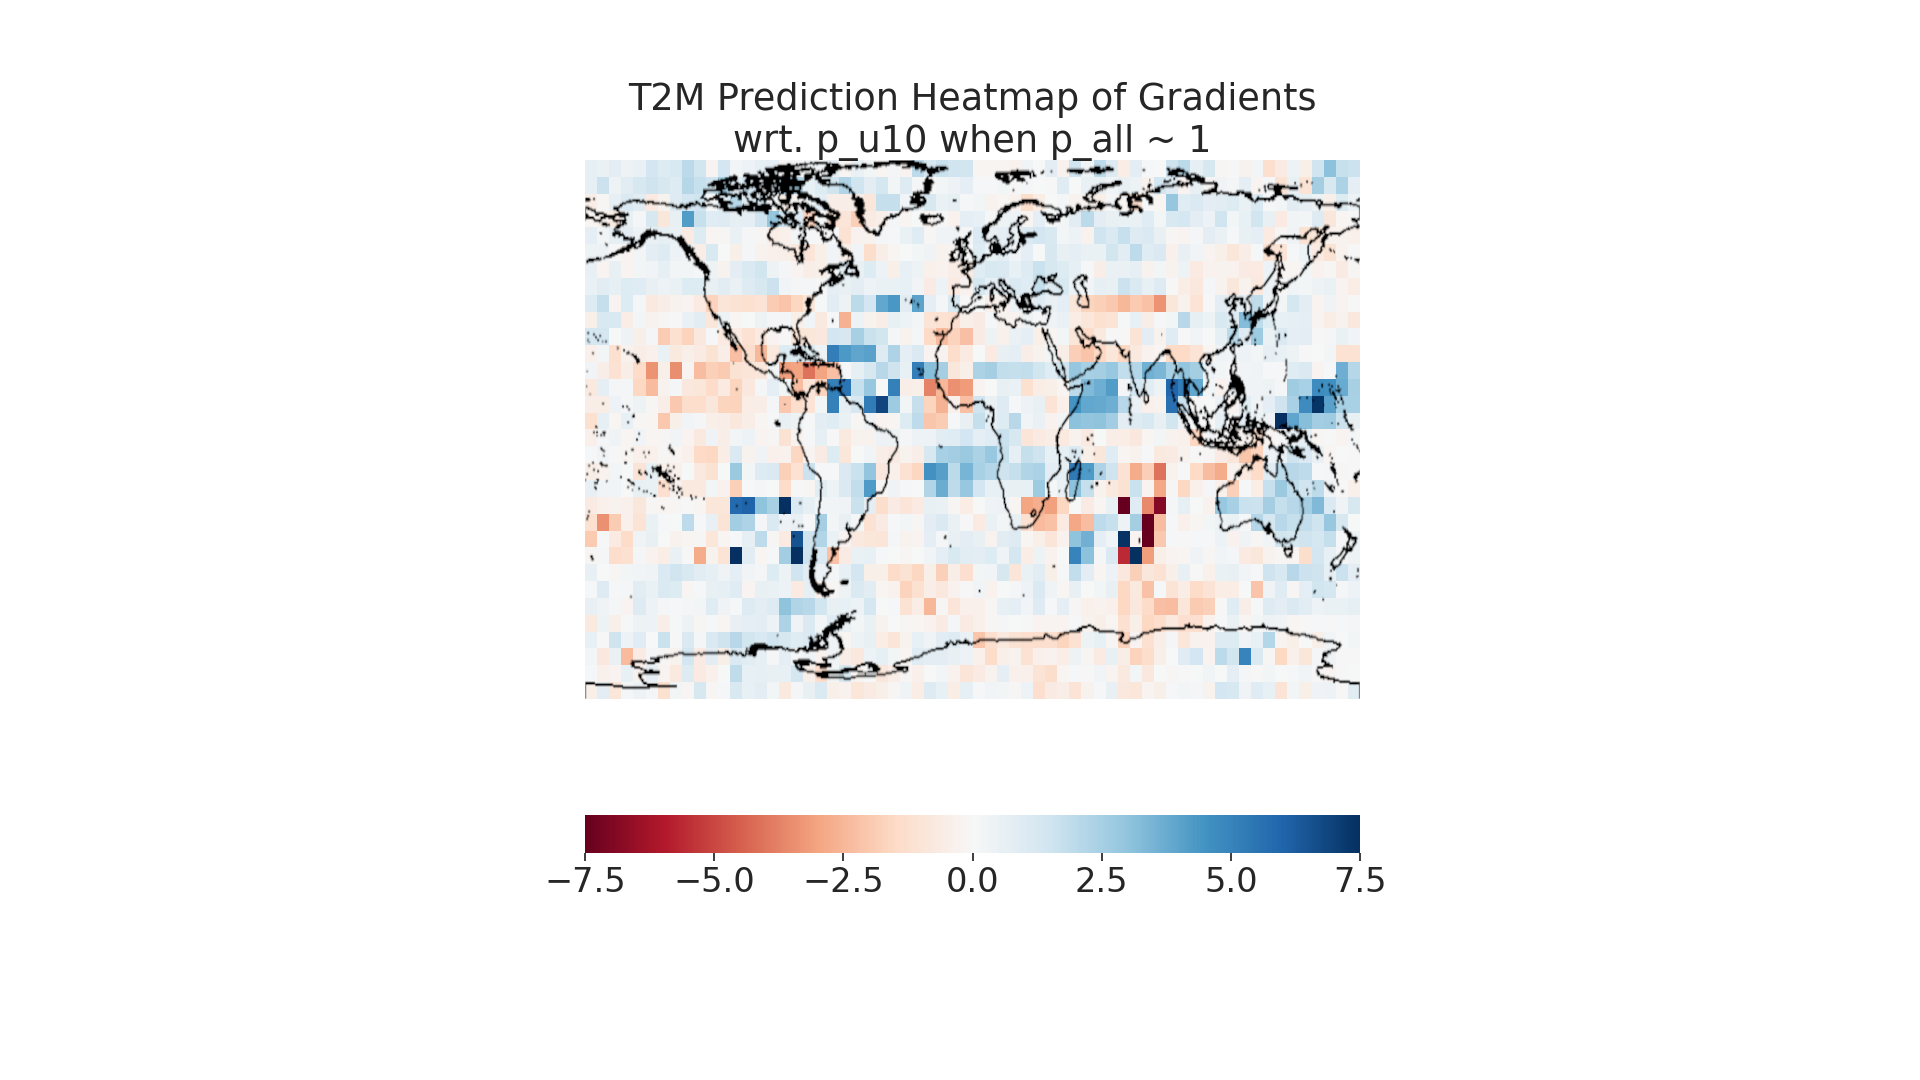 T2M Prediction Heatmap of Gradients
wrt. p_u10 when p_all ~ 1
−7.5 −5.0 −2.5 0.0 2.5 5.0 7.5